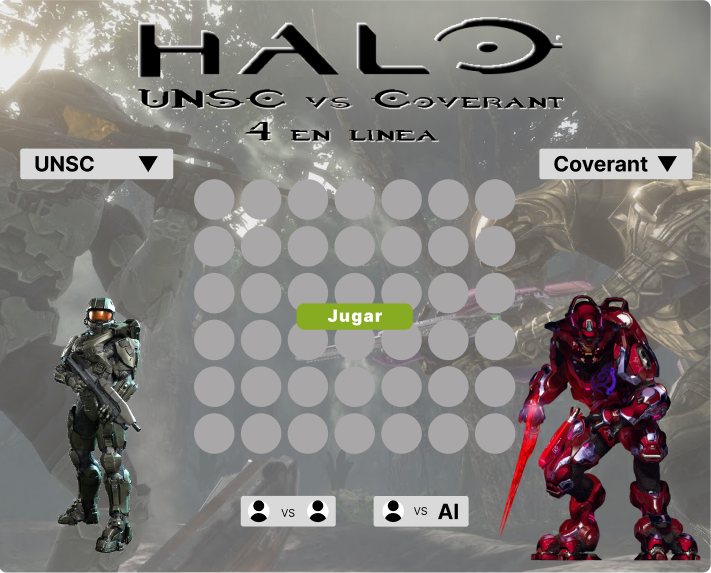 HALO
UNSC vs Coverant
4 en linea
UNSC ▼
Coverant ▼
Jugar
vs
vs AI